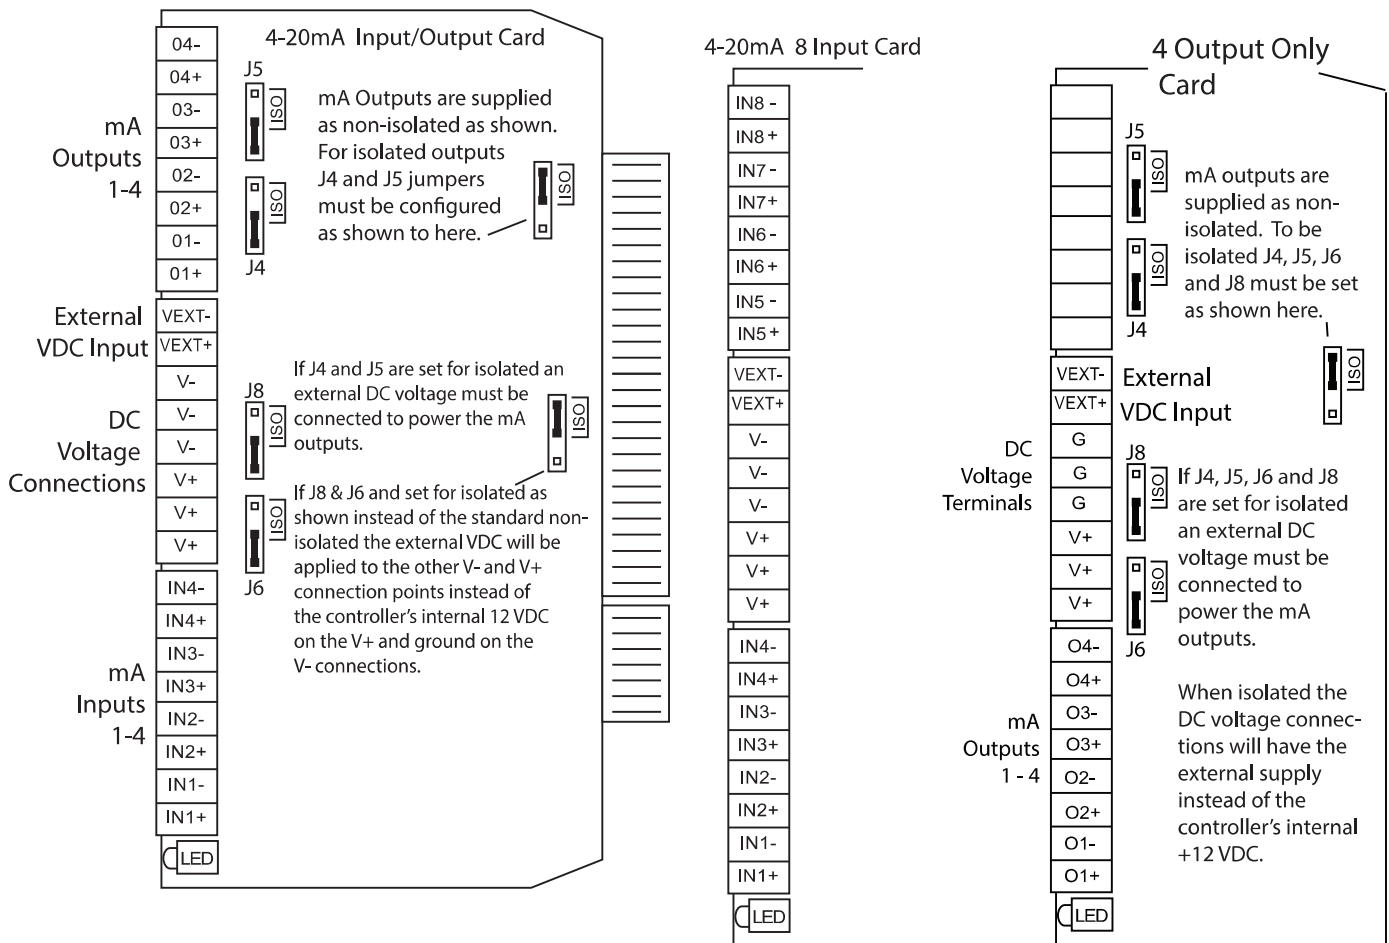 4-20mA Input/Output Card
04-
04+
03-
03+
02-
02+
01-
01+
mA
Outputs
1-4
J5
ISO
ISO
J4
mA Outputs are supplied
as non-isolated as shown.
For isolated outputs
J4 and J5 jumpers
must be configured
as shown to here.
ISO
External
VDC Input
VEXT-
VEXT+
V-
V-
V-
V+
V+
V+
DC
Voltage
Connections
J8
ISO
ISO
J6
If J4 and J5 are set for isolated an
external DC voltage must be
connected to power the mA
outputs.
ISO
If J8 & J6 and set for isolated as
shown instead of the standard non-
isolated the external VDC will be
applied to the other V- and V+
connection points instead of
the controller's internal 12 VDC
on the V+ and ground on the
V- connections.
IN4-
IN4+
IN3-
IN3+
IN2-
IN2+
IN1-
IN1+
mA
Inputs
1-4
LED
4-20mA 8 Input Card
IN8 -
IN8 +
IN7 -
IN7+
IN6 -
IN6 +
IN5 -
IN5 +
VEXT-
VEXT+
V-
V-
V-
V+
V+
V+
IN4-
IN4+
IN3-
IN3+
IN2-
IN2+
IN1-
IN1+
LED
4 Output Only
Card
J5
ISO
ISO
J4
mA outputs are
supplied as non-
isolated. To be
isolated J4, J5, J6
and J8 must be set
as shown here.
ISO
VEXT-
VEXT+
External
VDC Input
G
G
G
V+
V+
V+
DC
Voltage
Terminals
J8
ISO
ISO
J6
If J4, J5, J6 and J8
are set for isolated
an external DC
voltage must be
connected to
power the mA
outputs.
O4-
O4+
O3-
O3+
O2-
O2+
O1-
O1+
mA
Outputs
1 - 4
When isolated the
DC voltage connec-
tions will have the
external supply
instead of the
controller's internal
+12 VDC.
LED